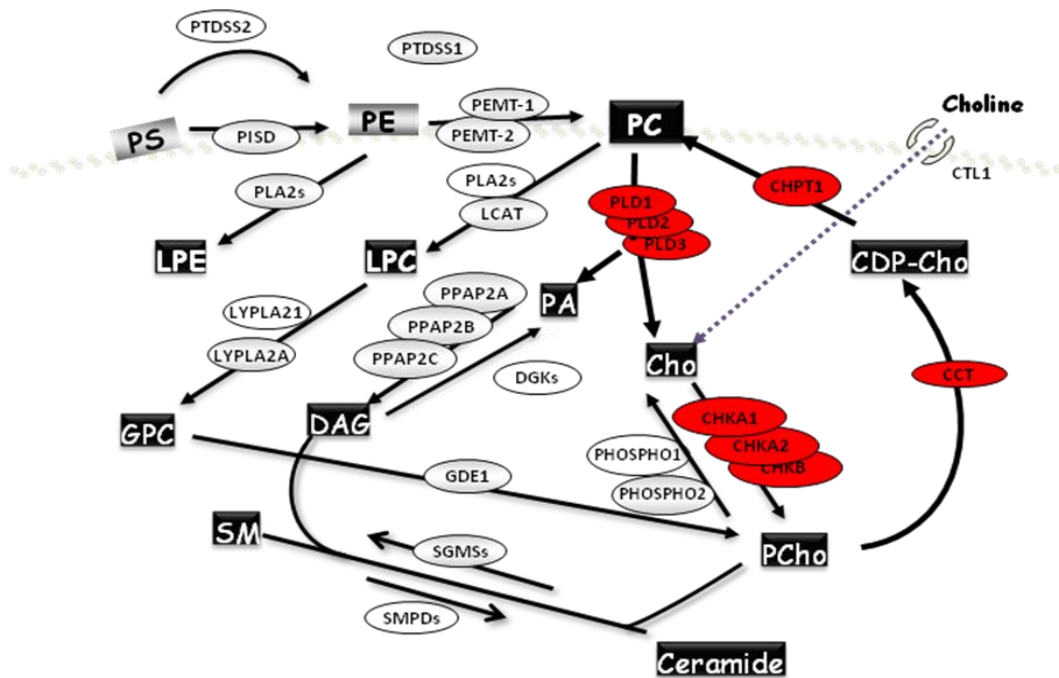 PTDSS2
PTDSS1
PS
PISD
PE
PEMT-1
PEMT-2
PC
Choline
CTL1
PLA2s
PLA2s
LCAT
PLD1
PLD2
PLD3
CHPT1
LPE
LPC
CDP-Cho
PPAP2A
PPAP2B
PPAP2C
PA
LYPLA21
LYPLA2A
DGKs
Cho
CCT
GPC
DAG
CHKA1
CHKA2
CHKB
PHOSPHO1
PHOSPHO2
GDE1
SM
SGMSs
PCho
SMPDs
Ceramide